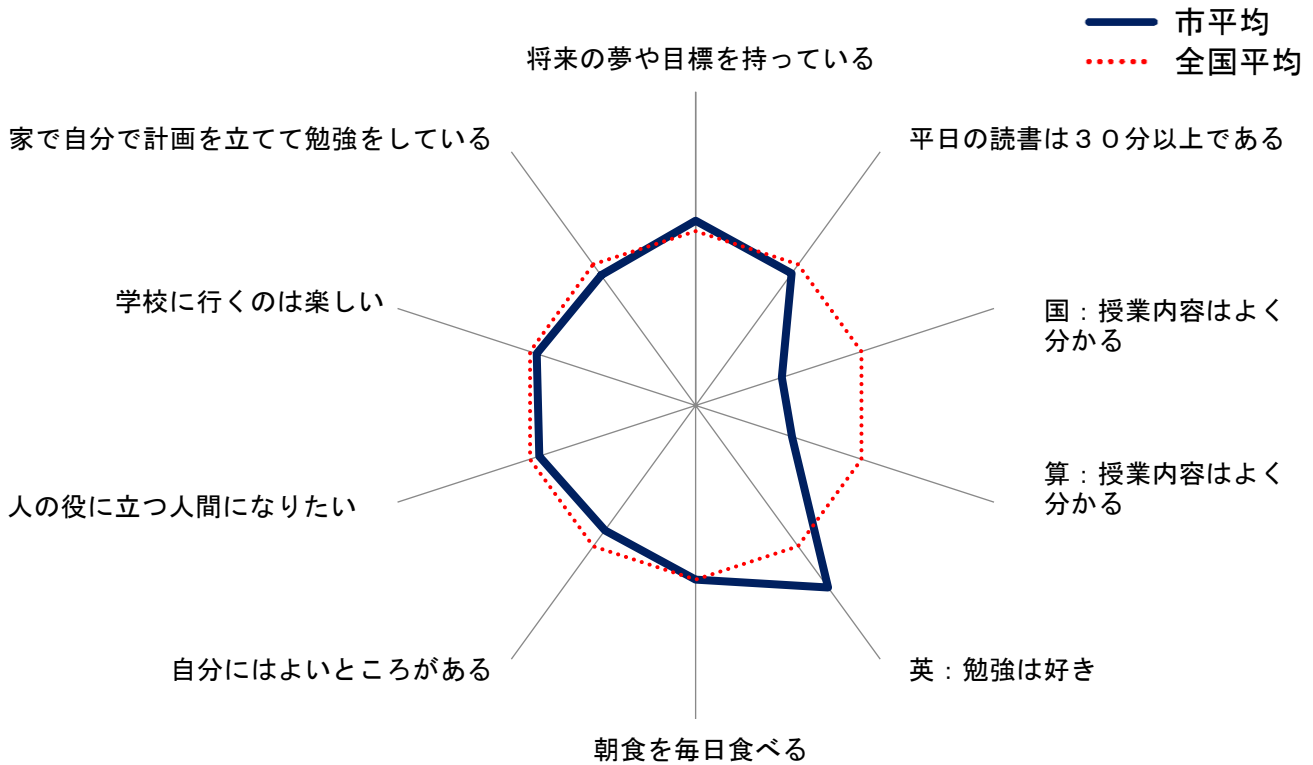 市平均
全国平均
将来の夢や目標を持っている
平日の読書は３０分以上である
国：授業内容はよく
分かる
算：授業内容はよく
分かる
英：勉強は好き
朝食を毎日食べる
自分にはよいところがある
人の役に立つ人間になりたい
学校に行くのは楽しい
家で自分で計画を立てて勉強をしている